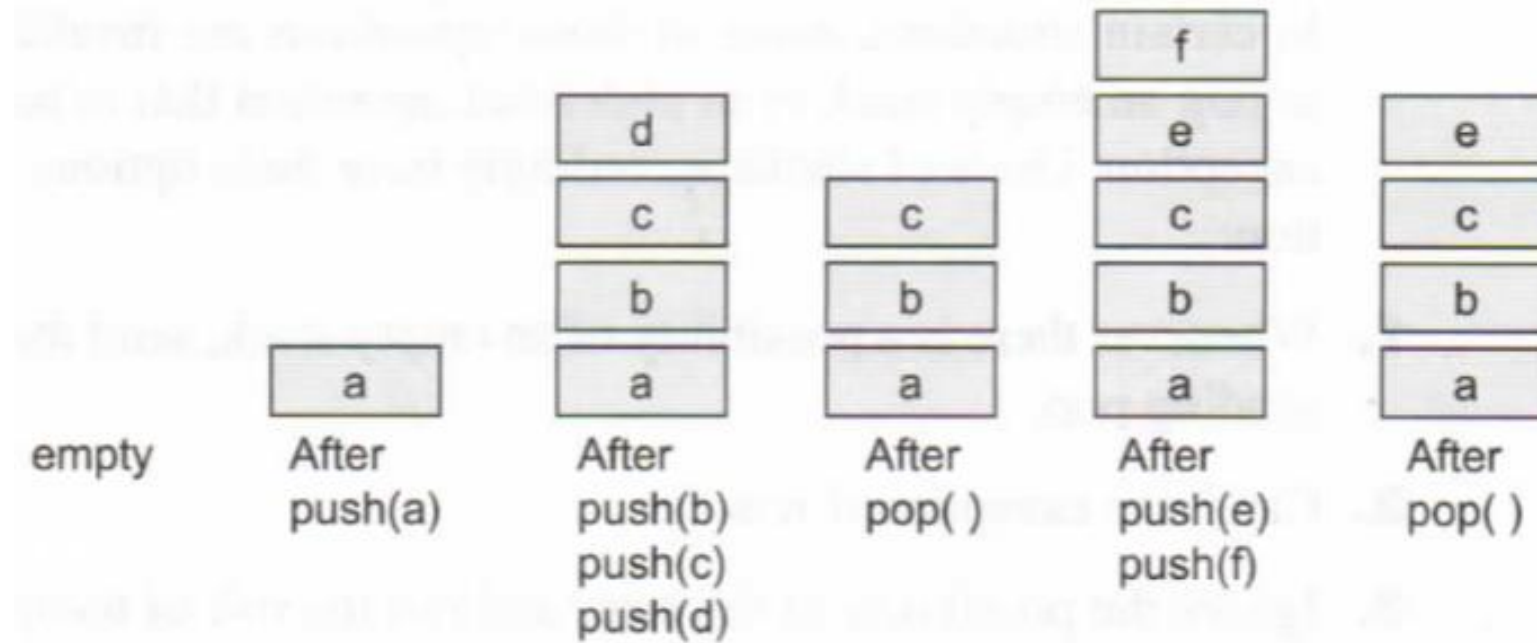 f
d
e
e
c
c
c
c
b
b
b
b
a
a
a
a
a
empty
After
push(a)
After
push(b)
push(c)
push(d)
After
pop( )
After
push(e)
push(f)
After
pop( )